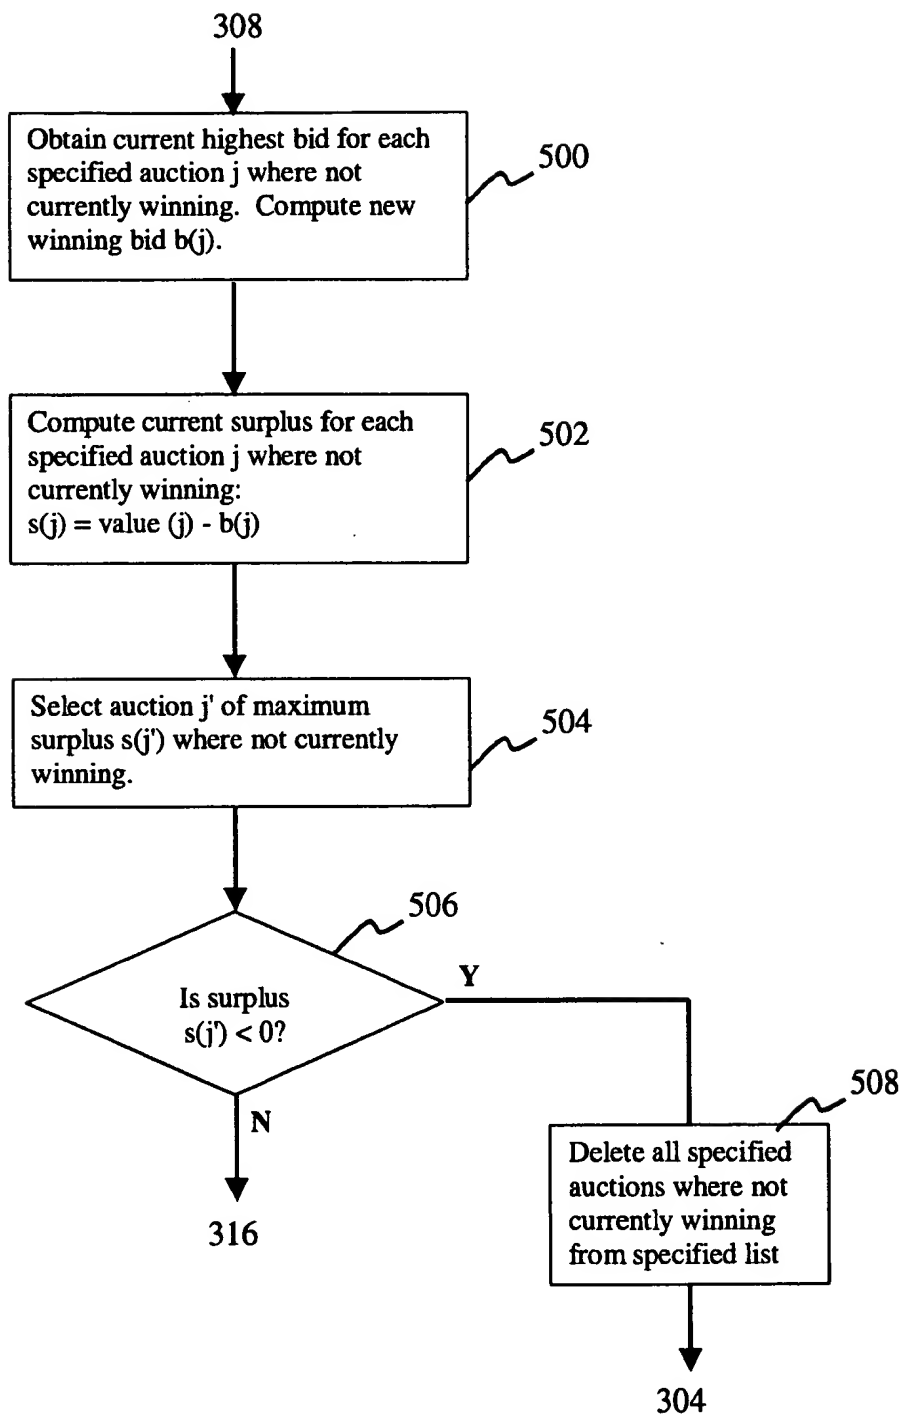 308
Obtain current highest bid for each
specified auction j where not
currently winning.  Compute new
winning bid b(j).
500
Compute current surplus for each
specified auction j where not
currently winning:
s(j) = value (j) - b(j)
502
Select auction j' of maximum
surplus s(j') where not currently
winning.
504
506
Is surplus
s(j') < 0?
Y
N
316
508
Delete all specified
auctions where not
currently winning
from specified list
304